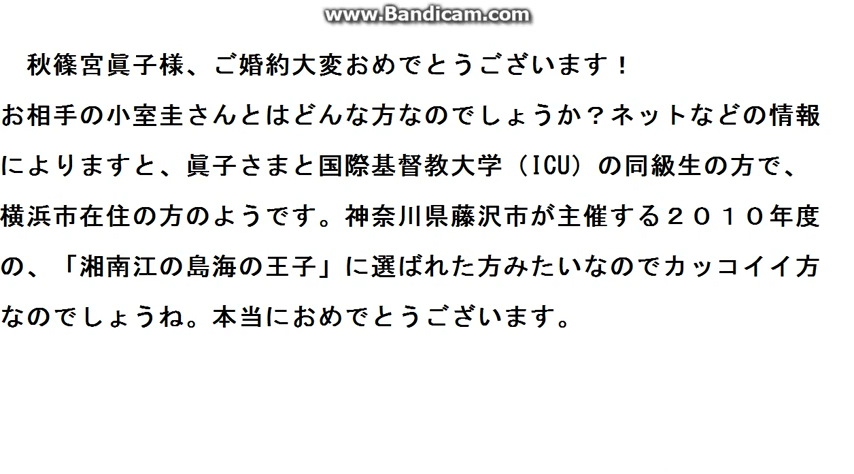 www.Bandicam.com
秋篠宮眞子様、ご婚約大変おめでとうございます！
お相手の小室圭さんとはどんな方なのでしょうか？ネットなどの情報
によりますと、眞子さまと国際基督教大学（ICU）の同級生の方で、
横浜市在住の方のようです。神奈川県藤沢市が主催する２０１０年度
の、「湘南江の島海の王子」に選ばれた方みたいなのでカッコイイ方
なのでしょうね。本当におめでとうございます。